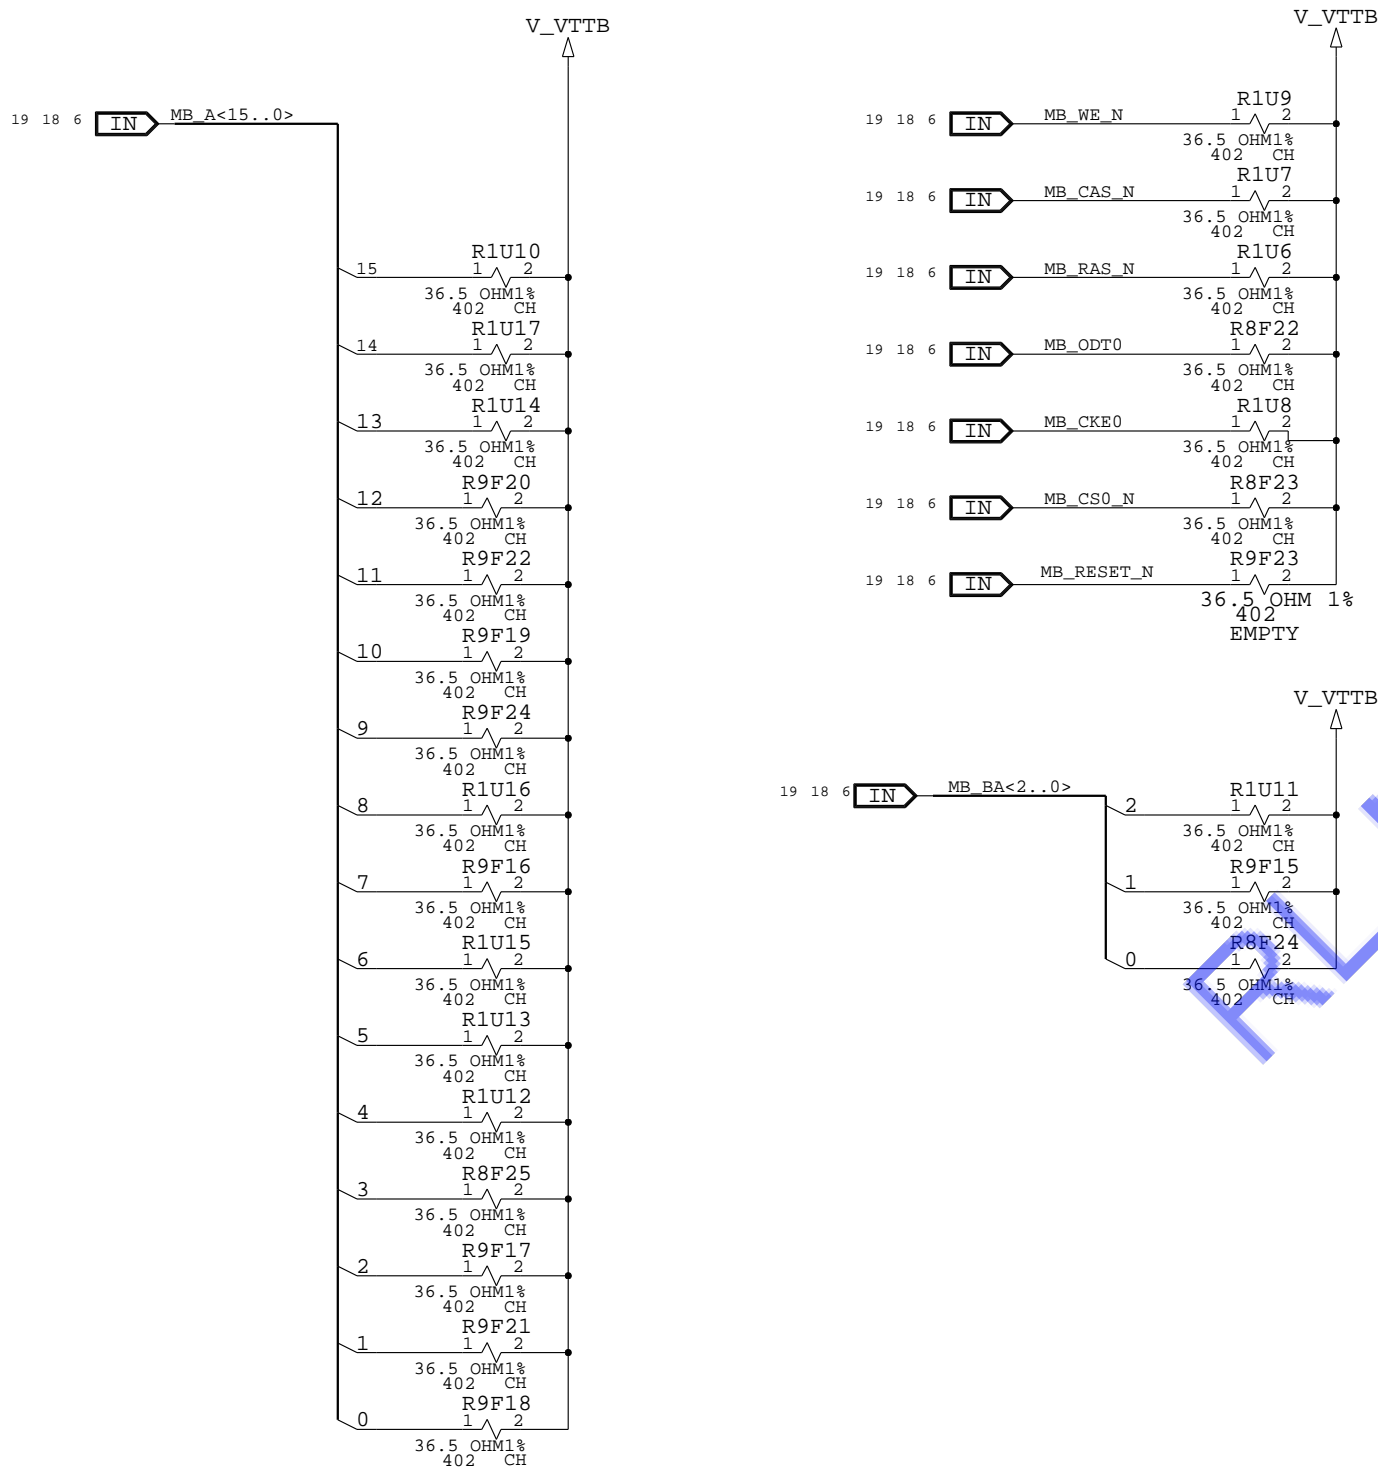 V_VTTB
19 18 6 IN MB_A<15..0>
R1U10
15 1 2
36.5 OHM1%
402 CH
R1U17
14 1 2
36.5 OHM1%
402 CH
R1U14
13 1 2
36.5 OHM1%
402 CH
R9F20
12 1 2
36.5 OHM1%
402 CH
R9F22
11 1 2
36.5 OHM1%
402 CH
R9F19
10 1 2
36.5 OHM1%
402 CH
R9F24
9 1 2
36.5 OHM1%
402 CH
R1U16
8 1 2
36.5 OHM1%
402 CH
R9F16
7 1 2
36.5 OHM1%
402 CH
R1U15
6 1 2
36.5 OHM1%
402 CH
R1U13
5 1 2
36.5 OHM1%
402 CH
R1U12
4 1 2
36.5 OHM1%
402 CH
R8F25
3 1 2
36.5 OHM1%
402 CH
R9F17
2 1 2
36.5 OHM1%
402 CH
R9F21
1 1 2
36.5 OHM1%
402 CH
R9F18
0 1 2
36.5 OHM1%
402 CH
V_VTTB
R1U9
19 18 6 IN MB_WE_N 1 2
36.5 OHM1%
402 CH
R1U7
19 18 6 IN MB_CAS_N 1 2
36.5 OHM1%
402 CH
R1U6
19 18 6 IN MB_RAS_N 1 2
36.5 OHM1%
402 CH
R8F22
19 18 6 IN MB_ODT0 1 2
36.5 OHM1%
402 CH
R1U8
19 18 6 IN MB_CKE0 1 2
36.5 OHM1%
402 CH
R8F23
19 18 6 IN MB_CS0_N 1 2
36.5 OHM1%
402 CH
R9F23
19 18 6 IN MB_RESET_N 1 2
36.5 OHM 1%
402
EMPTY
V_VTTB
19 18 6 IN MB_BA<2..0>
R1U11
2 1 2
36.5 OHM1%
402 CH
R9F15
1 1 2
36.5 OHM1%
402 CH
R8F24
0 1 2
36.5 OHM1%
402 CH
RL